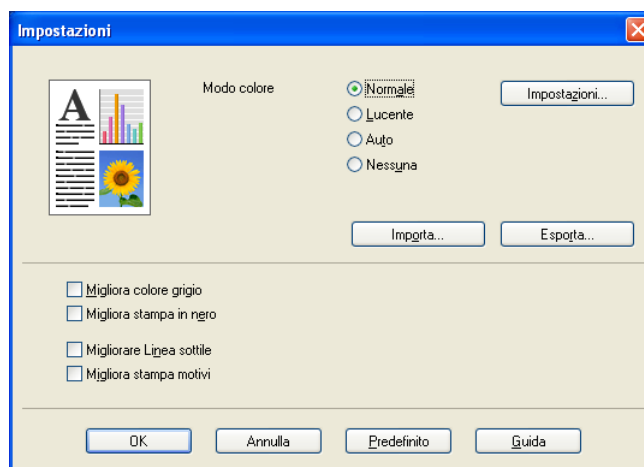 Impostazioni
Modo colore
Normale
Lucente
Auto
Nessuna
Impostazioni...
Importa...
Esporta...
A
Migliora colore grigio
Migliora stampa in nero
Migliorare Linea sottile
Migliora stampa motivi
OK
Annulla
Predefinito
Guida